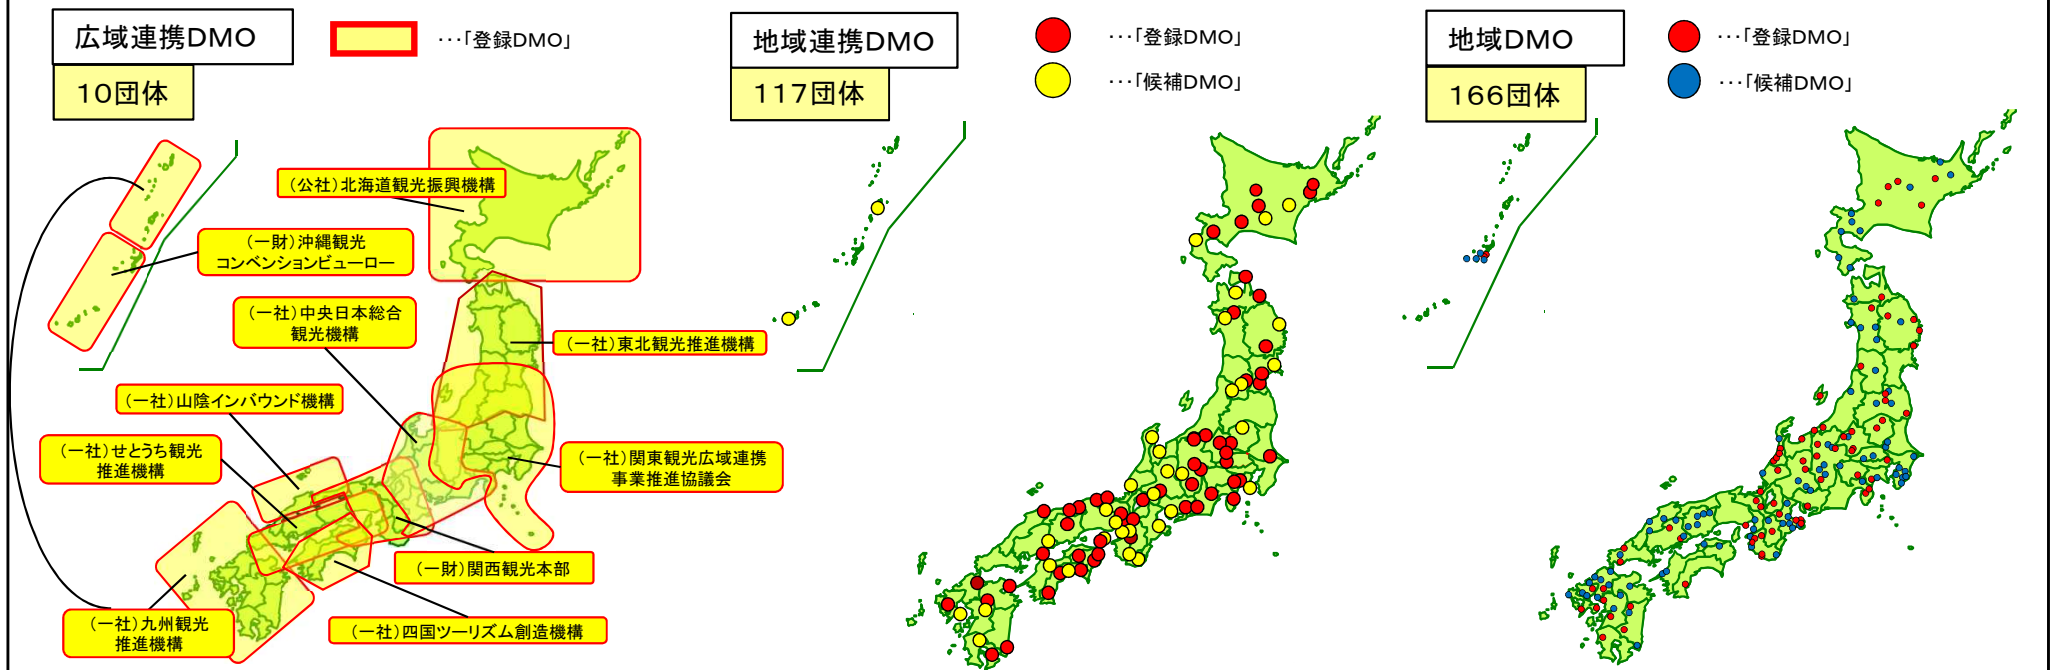 広域連携DMO
10団体
…「登録DMO」
(公社)北海道観光振興機構
(一財)沖縄観光
コンベンションビューロー
(一社)中央日本総合
観光機構
(一社)東北観光推進機構
(一社)山陰インバウンド機構
(一社)せとうち観光
推進機構
(一社)関東観光広域連携
事業推進協議会
(一財)関西観光本部
(一社)九州観光
推進機構
(一社)四国ツーリズム創造機構
地域連携DMO
117団体
…「登録DMO」
…「候補DMO」
地域DMO
166団体
…「登録DMO」
…「候補DMO」